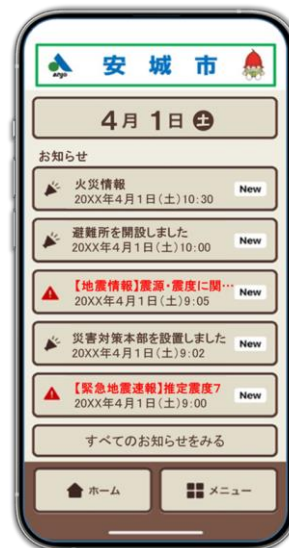 argo
安城市
4月1日 土
お知らせ
火災情報
20XX年4月1日(土)10:30
New
避難所を開設しました
20XX年4月1日(土)10:00
New
【地震情報】震源・震度に関…
20XX年4月1日(土)9:05
New
災害対策本部を設置しました
20XX年4月1日(土)9:02
New
【緊急地震速報】推定震度7
20XX年4月1日(土)9:00
New
すべてのお知らせをみる
ホーム
メニュー